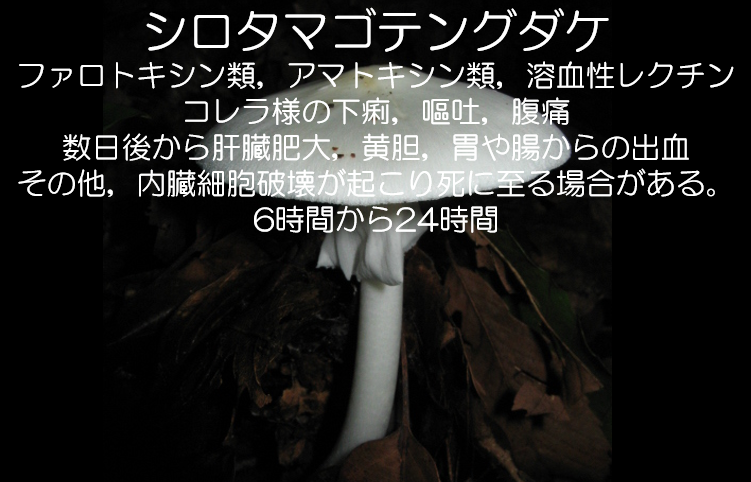 シロタマゴテングダケ
ファロトキシン類，アマトキシン類，溶血性レクチン
コレラ様の下痢，嘔吐，腹痛
数日後から肝臓肥大，黄胆，胃や腸からの出血
その他，内臓細胞破壊が起こり死に至る場合がある。
6時間から24時間